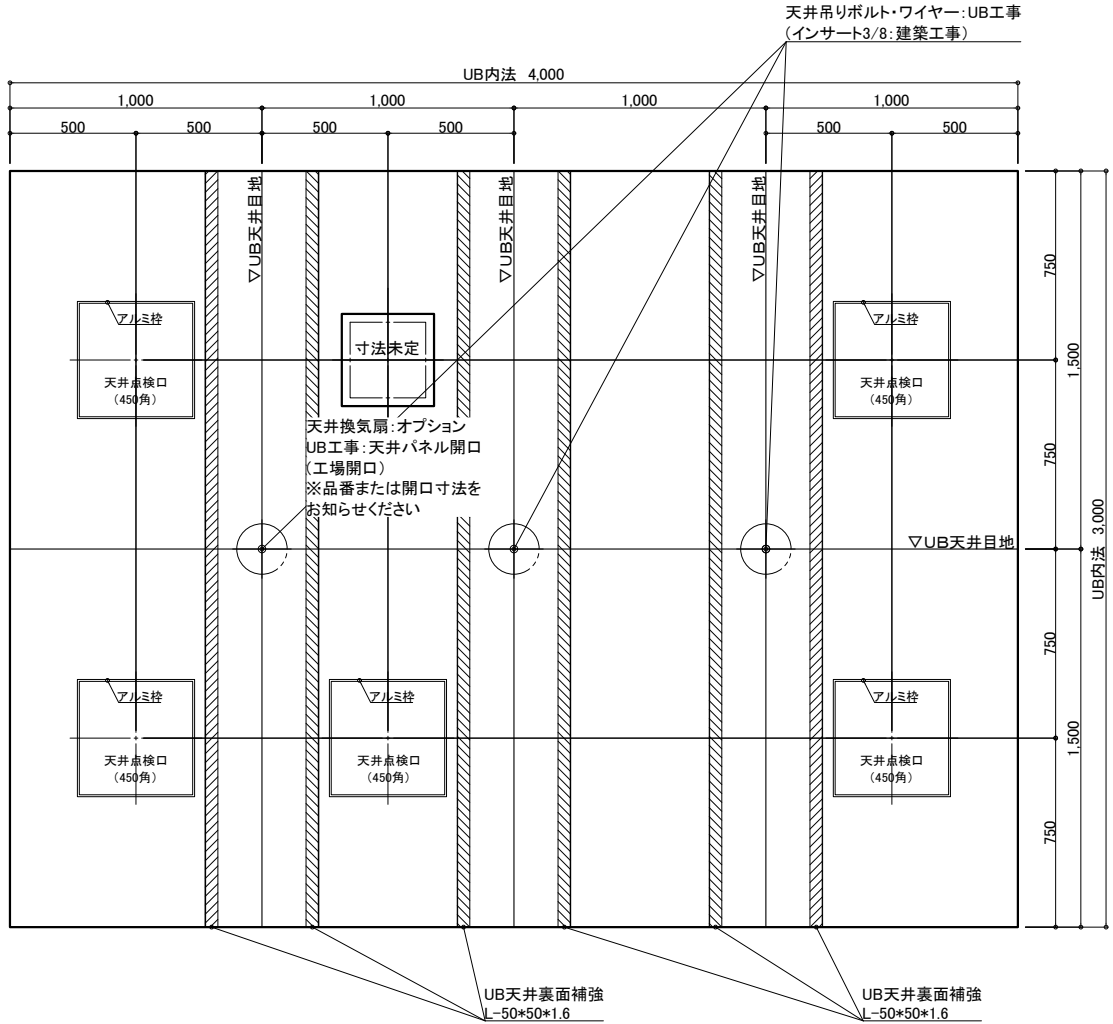 天井吊りボルト・ワイヤー:UB工事
(インサート3/8:建築工事)
UB内法 4,000
1,000 1,000 1,000 1,000
500 500 500 500 500 500
▽UB天井目地
▽UB天井目地
▽UB天井目地
アルミ枠
天井点検口
(450角)
寸法未定
アルミ枠
天井点検口
(450角)
天井換気扇:オプション
UB工事:天井パネル開口
(工場開口)
※品番または開口寸法を
お知らせください
▽UB天井目地
アルミ枠
天井点検口
(450角)
アルミ枠
天井点検口
(450角)
アルミ枠
天井点検口
(450角)
750
750
750
750
1,500
1,500
UB内法 3,000
UB天井裏面補強
L-50*50*1.6
UB天井裏面補強
L-50*50*1.6